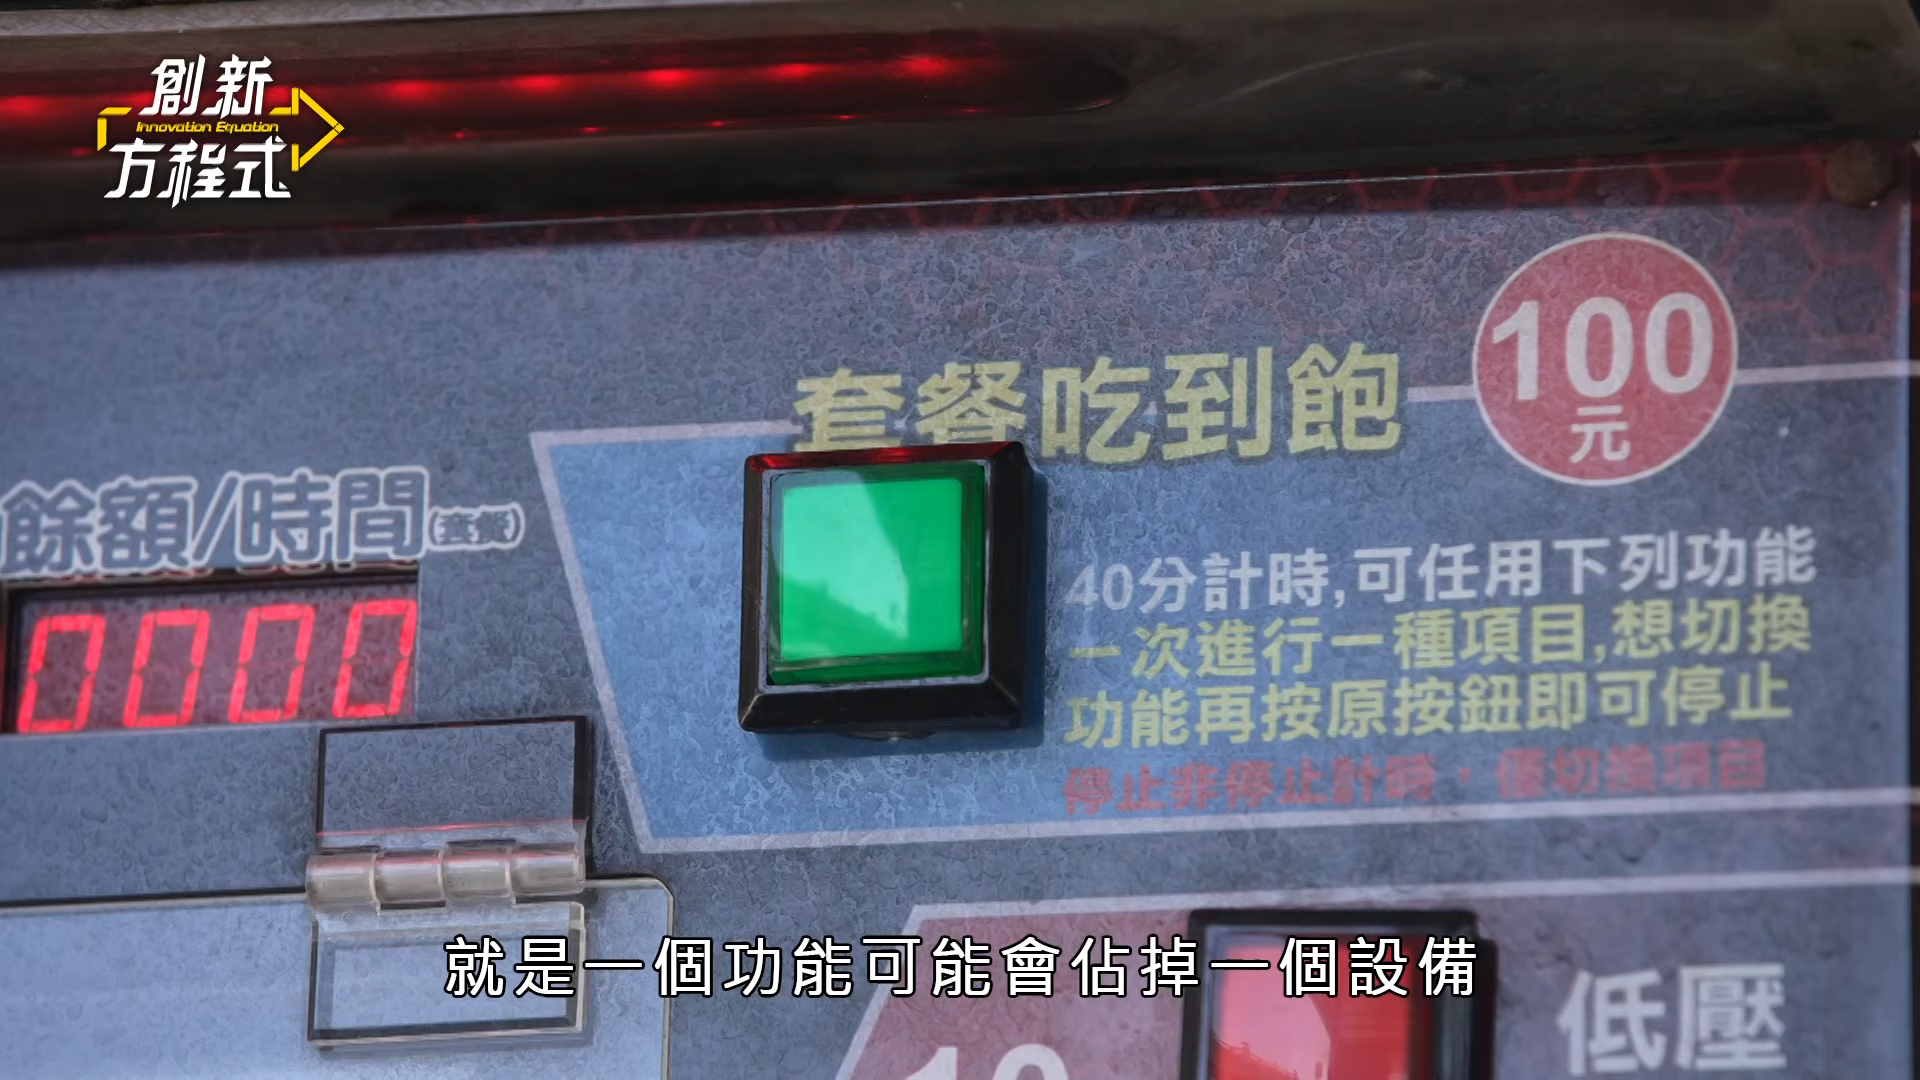 創新
Innovation Equation
方程式
100
元
套餐吃到飽
餘額/時間(套餐)
0000
40分計時,可任用下列功能
一次進行一種項目,想切換
功能再按原按鈕即可停止
停止非停止計時,僅切換項目
就是一個功能可能會佔掉一個設備
低壓